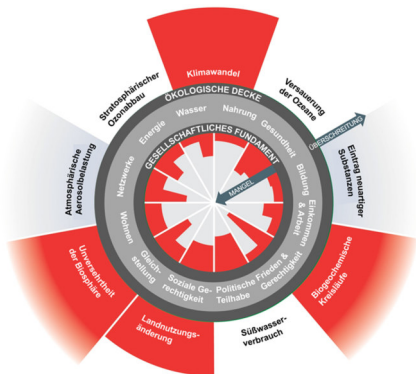 Klimawandel
ÖKOLOGISCHE DECKE
Stratosphärischer
Ozonabbau
Versauerung
der Ozeane
ÜBERSCHREITUNG
Eintrag neuartiger
Substanzen
Atmosphärische
Aerosolbelastung
Unversehrtheit
der Biosphäre
Landnutzungs-
änderung
Süßwasser-
verbrauch
Biogeochemische
Kreisläufe
Wasser
Nahrung
Gesundheit
Bildung
Einkommen
& Arbeit
Frieden &
Gerechtigkeit
Politische
Teilhabe
Soziale Ge-
rechtigkeit
Gleich-
stellung
Wohnen
Netzwerke
Energie
GESELLSCHAFTLICHES FUNDAMENT
MANGEL